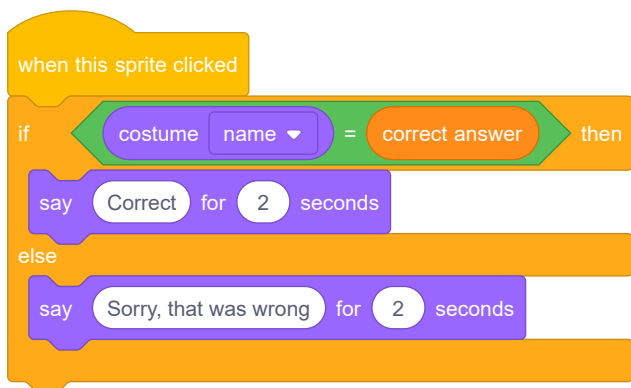 when this sprite clicked
if costume name = correct answer then
say Correct for 2 seconds
else
say Sorry, that was wrong for 2 seconds